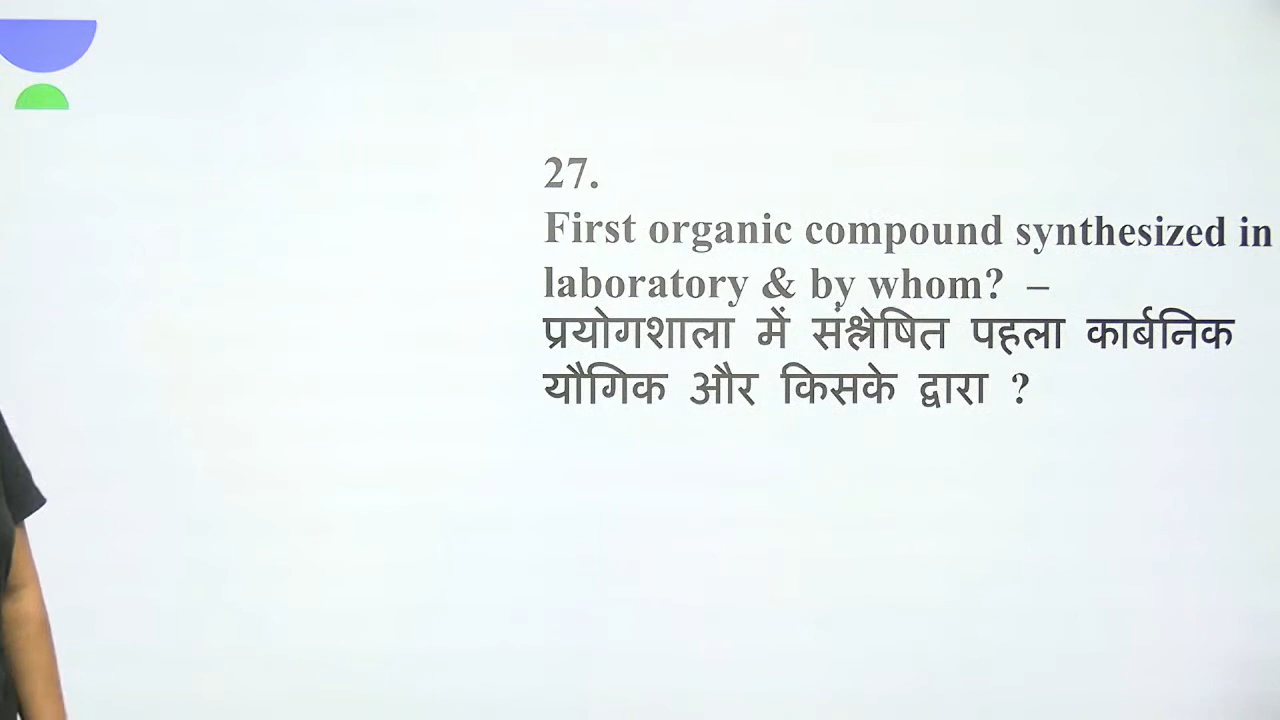 27.
First organic compound synthesized in
laboratory & by whom? –
प्रयोगशाला में संश्लेषित पहला कार्बनिक
यौगिक और किसके द्वारा ?